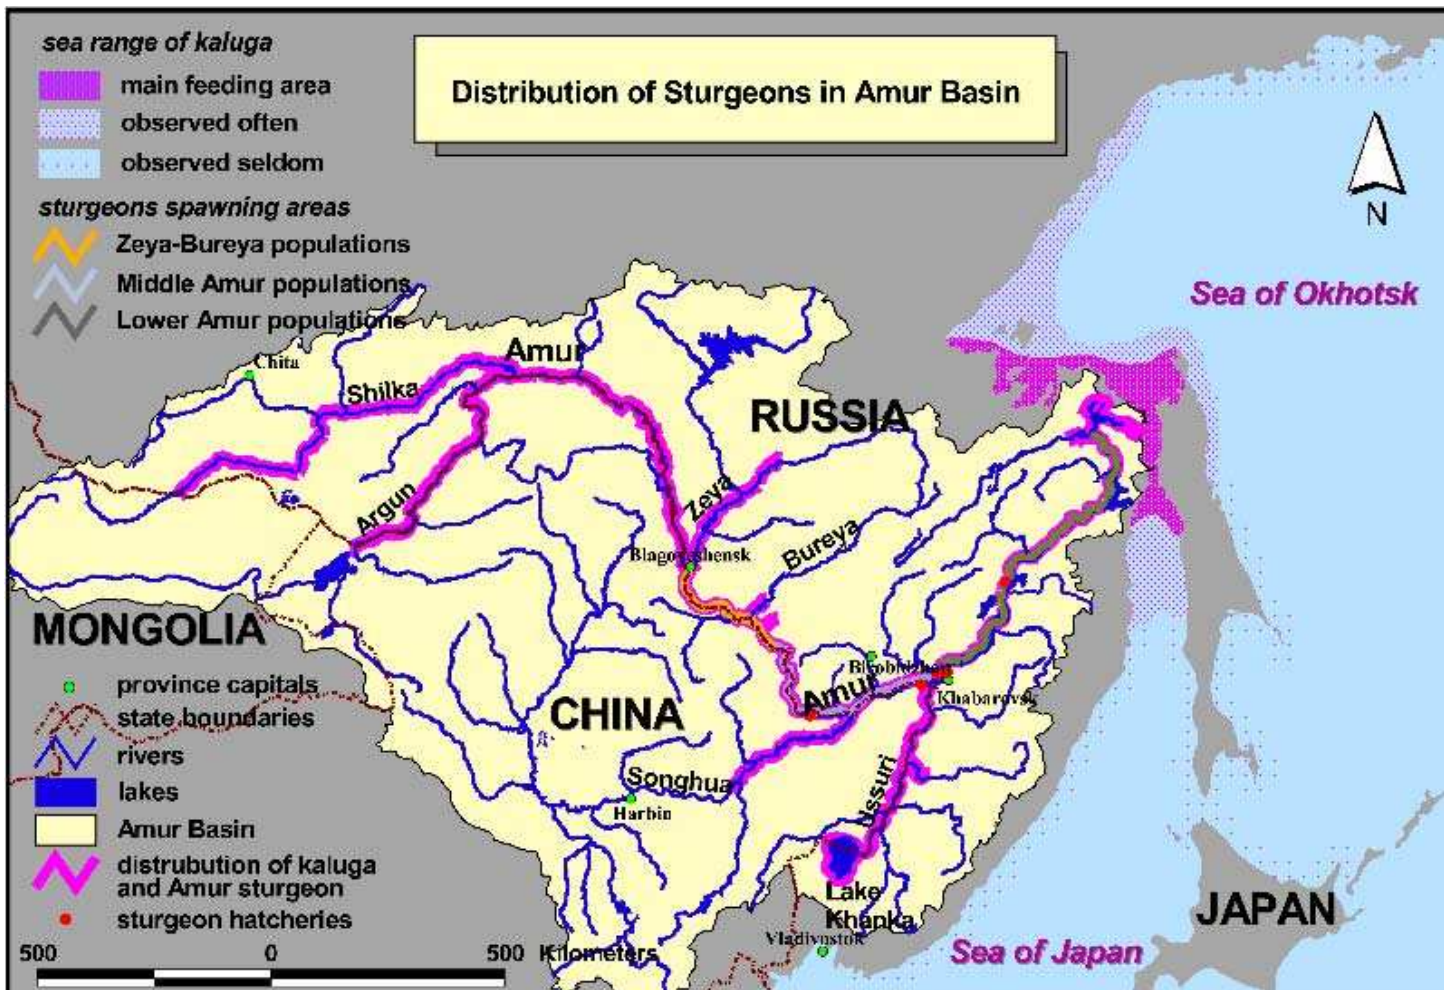 sea range of kaluga
main feeding area
observed often
observed seldom
sturgeons spawning areas
Zeya-Bureya populations
Middle Amur populations
Lower Amur populations
Distribution of Sturgeons in Amur Basin
N
Sea of Okhotsk
Chita
Shilka
Amur
RUSSIA
Argun
Zeya
Bureya
Blagoveshensk
MONGOLIA
CHINA
Amur
Birobidzhan
Khabarovsk
Songhua
Harbin
Ussuri
Lake
Khanka
Vladivostok
JAPAN
Sea of Japan
province capitals
state boundaries
rivers
lakes
Amur Basin
distrubution of kaluga
and Amur sturgeon
sturgeon hatcheries
500 0 500 Kilometers